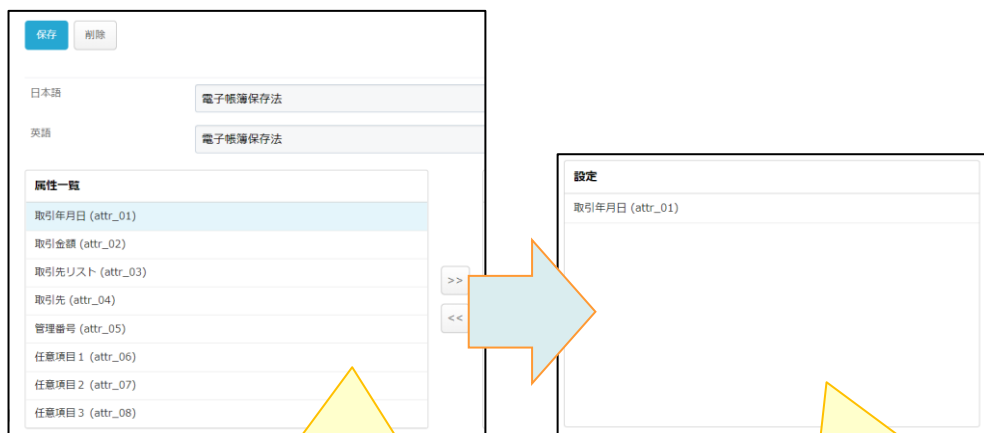 保存
削除
日本語
電子帳簿保存法
英語
電子帳簿保存法
属性一覧
取引年月日 (attr_01)
取引金額 (attr_02)
取引先リスト (attr_03)
取引先 (attr_04)
管理番号 (attr_05)
任意項目1 (attr_06)
任意項目2 (attr_07)
任意項目3 (attr_08)
>>
<<
設定
取引年月日 (attr_01)